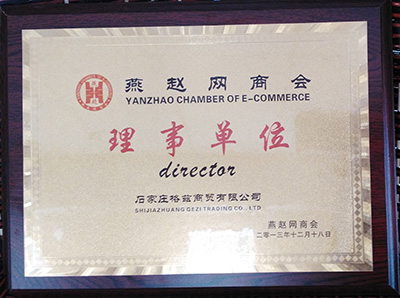 燕赵网商会
YANZHAO CHAMBER OF E-COMMERCE
理事单位
director
石家庄格兹商贸有限公司
SHIJIAZHUANG GEZI TRADING CO., LTD
燕赵网商会
二零一三年十二月十八日